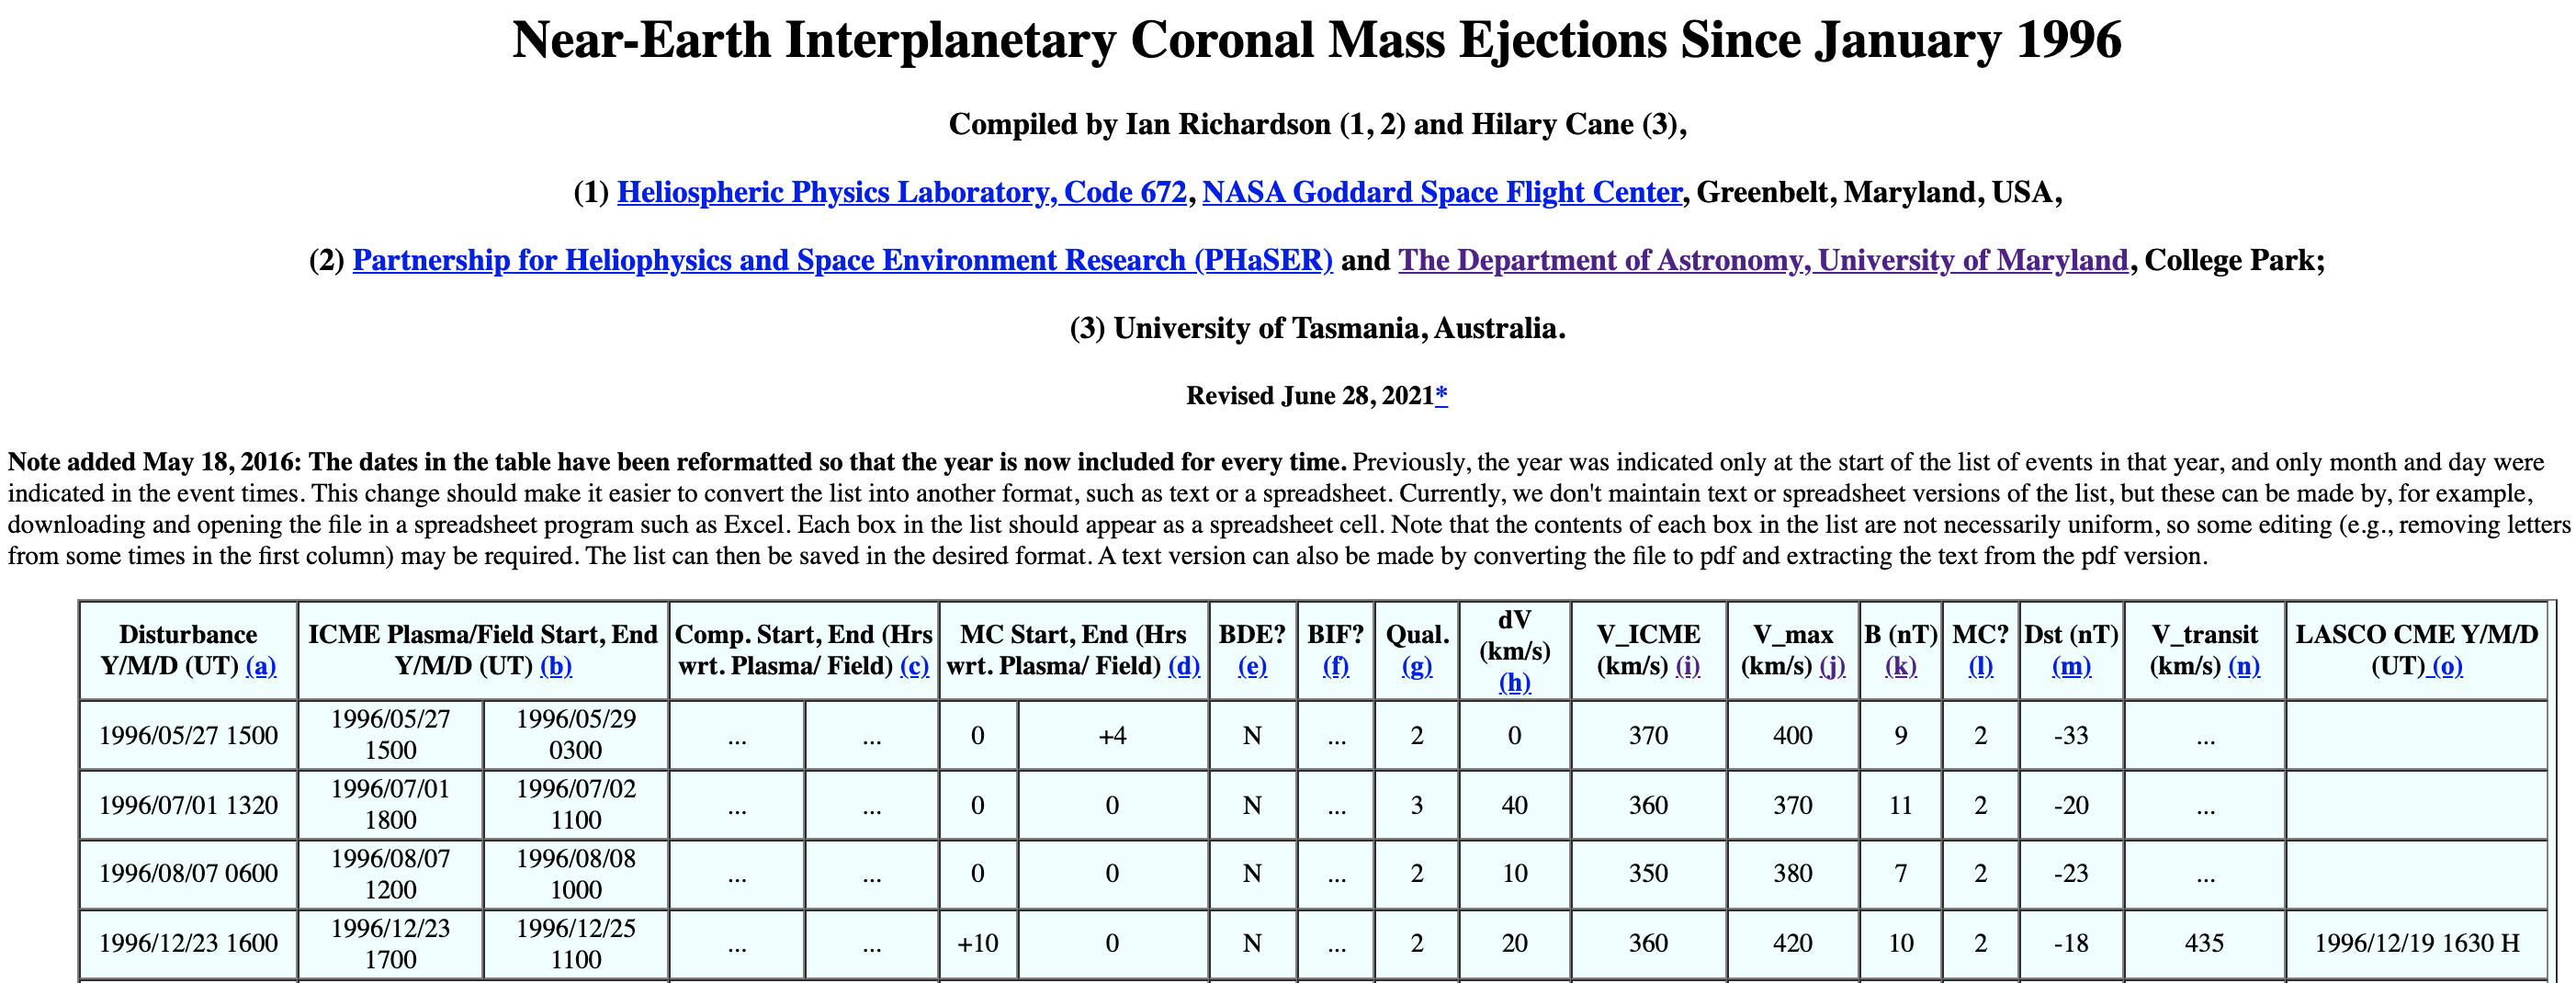 Near-Earth Interplanetary Coronal Mass Ejections Since January 1996
Compiled by Ian Richardson (1, 2) and Hilary Cane (3),
(1) Heliospheric Physics Laboratory, Code 672, NASA Goddard Space Flight Center, Greenbelt, Maryland, USA,
(2) Partnership for Heliophysics and Space Environment Research (PHaSER) and The Department of Astronomy, University of Maryland, College Park;
(3) University of Tasmania, Australia.
Revised June 28, 2021*
Note added May 18, 2016: The dates in the table have been reformatted so that the year is now included for every time. Previously, the year was indicated only at the start of the list of events in that year, and only month and day were
indicated in the event times. This change should make it easier to convert the list into another format, such as text or a spreadsheet. Currently, we don't maintain text or spreadsheet versions of the list, but these can be made by, for example,
downloading and opening the file in a spreadsheet program such as Excel. Each box in the list should appear as a spreadsheet cell. Note that the contents of each box in the list are not necessarily uniform, so some editing (e.g., removing letters
from some times in the first column) may be required. The list can then be saved in the desired format. A text version can also be made by converting the file to pdf and extracting the text from the pdf version.
Disturbance Y/M/D (UT) (a) ICME Plasma/Field Start, End Y/M/D (UT) (b) Comp. Start, End (Hrs wrt. Plasma/ Field) (c) MC Start, End (Hrs wrt. Plasma/ Field) (d) BDE? (e) BIF? (f) Qual. (g) dV (km/s) (h) V_ICME (km/s) (i) V_max (km/s) (j) B (nT) (k) MC? (l) Dst (nT) (m) V_transit (km/s) (n) LASCO CME Y/M/D (UT) (o)
1996/05/27 1500 1996/05/27 1500 1996/05/29 0300 ... ... 0 +4 N ... 2 0 370 400 9 2 -33 ...
1996/07/01 1320 1996/07/01 1800 1996/07/02 1100 ... ... 0 0 N ... 3 40 360 370 11 2 -20 ...
1996/08/07 0600 1996/08/07 1200 1996/08/08 1000 ... ... 0 0 N ... 2 10 350 380 7 2 -23 ...
1996/12/23 1600 1996/12/23 1700 1996/12/25 1100 ... ... +10 0 N ... 2 20 360 420 10 2 -18 435 1996/12/19 1630 H